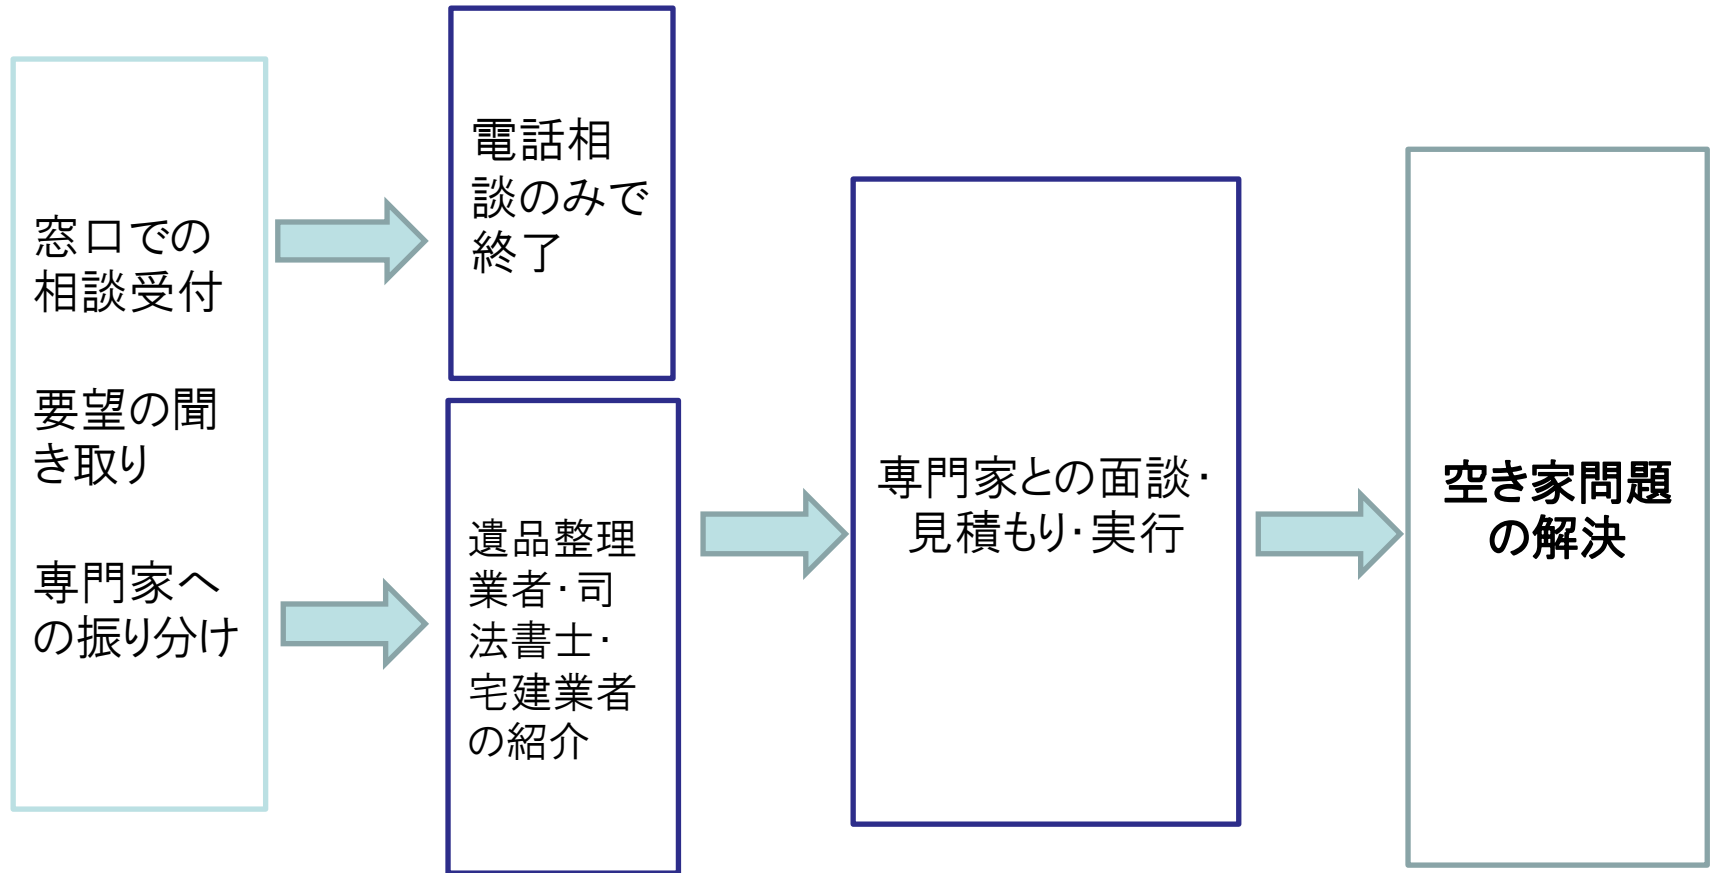 窓口での
相談受付
要望の聞
き取り
専門家へ
の振り分け
電話相
談のみで
終了
遺品整理
業者・司
法書士・
宅建業者
の紹介
専門家との面談・
見積もり・実行
空き家問題
の解決